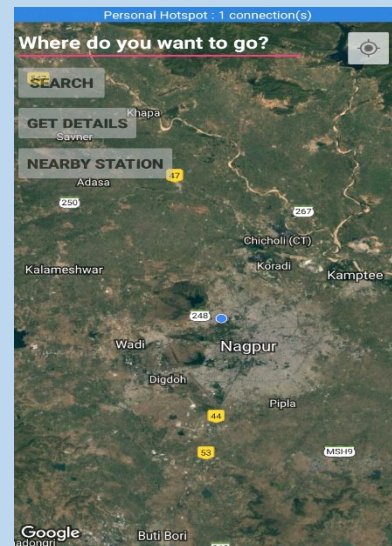 Personal Hotspot : 1 connection(s)
Where do you want to go?
SEARCH
Khapa
GET DETAILS
Savner
NEARBY STATION
47
Adasa
250
267
Chicholi (CT)
Koradi
Kalameshwar
Kamptee
248
Wadi
Nagpur
Digdoh
Pipla
44
53
MSH9
Google
Buti Bori